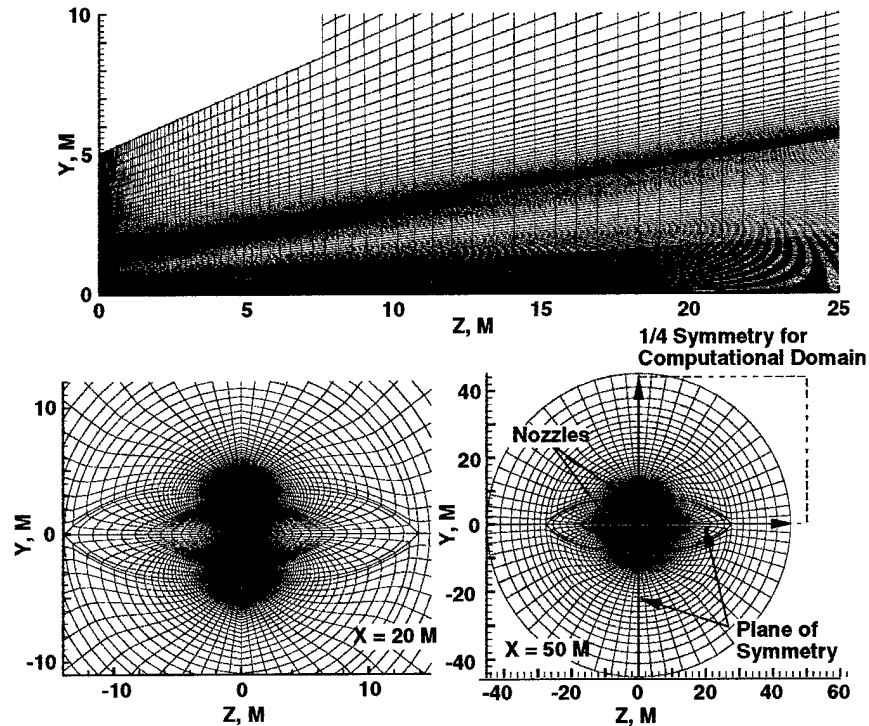 10
Y, M
5
0
0
5
10
15
20
25
Z, M
1/4 Symmetry for
Computational Domain
10
Y, M
0
-10
X = 20 M
-10
0
10
Z, M
40
Nozzles
20
Y, M
0
-20
Plane of
Symmetry
X = 50 M
-40
-40
-20
0
20
40
60
Z, M